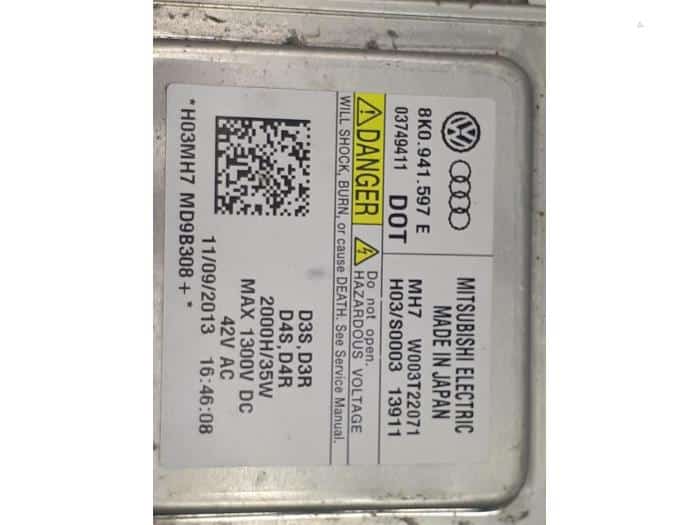 8K0.941.597 E
03749411 DOT
MITSUBISHI ELECTRIC
MADE IN JAPAN
MH7 W003T22071
H03/S0003 13911
DANGER
Do not open.
HAZARDOUS VOLTAGE
WILL SHOCK, BURN, or cause DEATH. See Service Manual.
D3S,D3R
D4S,D4R
2000H/35W
MAX 1300V DC
42V AC
11/09/2013 16:46:08
*H03MH7 MD9B308+*